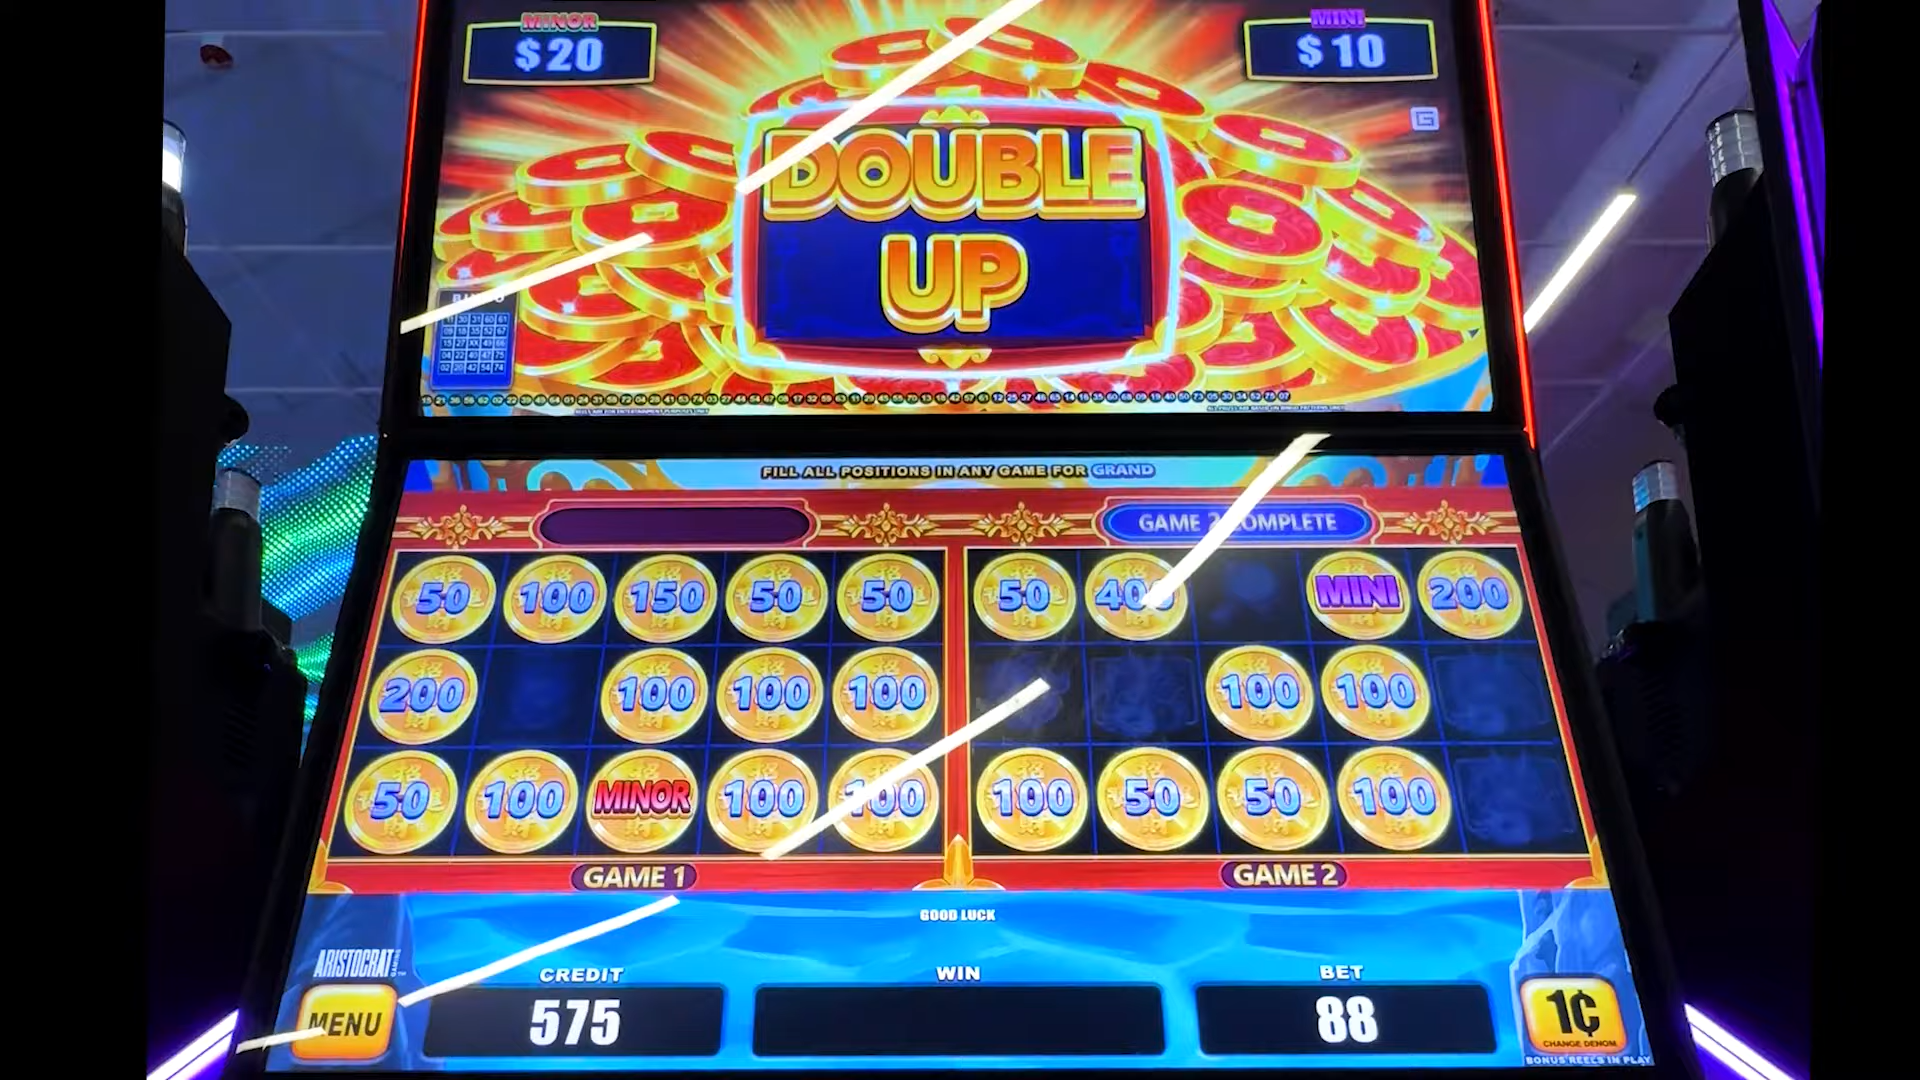 MINOR
$20
MINI
$10
DOUBLE
UP
G
FILL ALL POSITIONS IN ANY GAME FOR GRAND
GAME 2 COMPLETE
50 100 150 50 50
50 400 MINI 200
200 100 100 100
100 100
50 100 MINOR 100 100
100 50 50 100
GAME 1
GAME 2
GOOD LUCK
ARISTOCRAT
GAMING™
CREDIT
WIN
BET
MENU
575
88
1¢
CHANGE DENOM
BONUS REELS IN PLAY